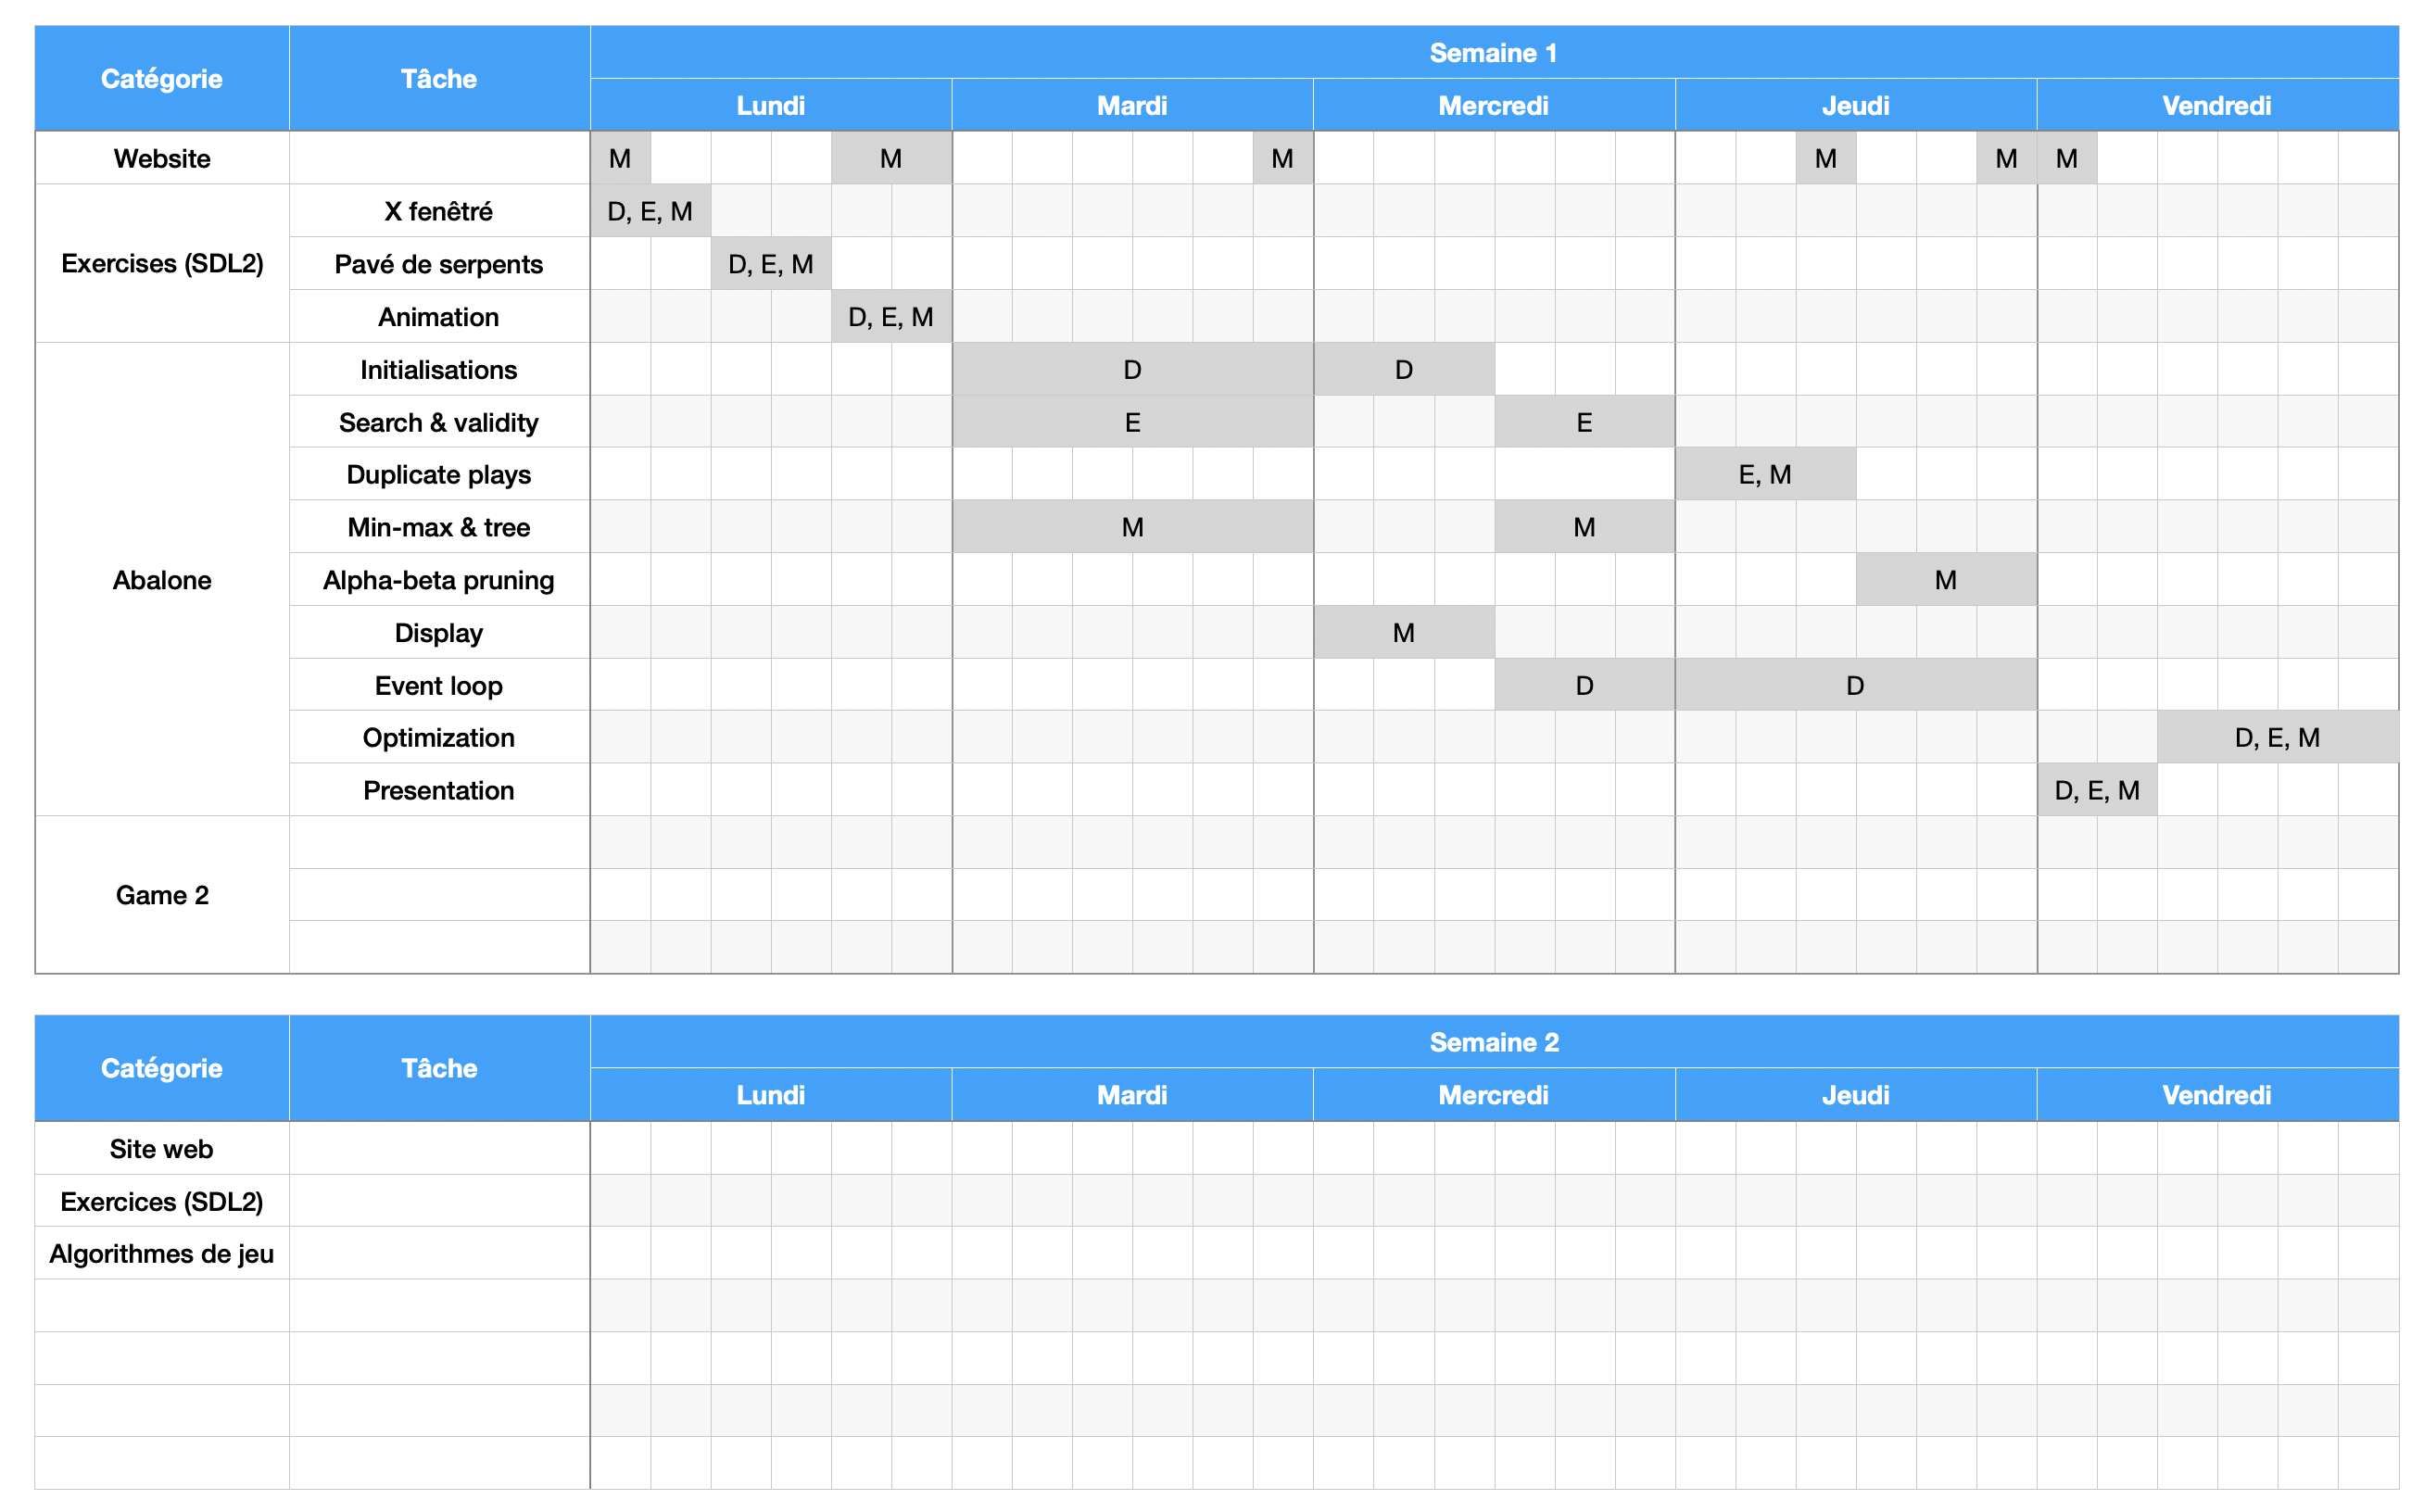 Catégorie Tâche Semaine 1
Lundi Mardi Mercredi Jeudi Vendredi
Website M M M M M M
Exercises (SDL2)
X fenêtré D, E, M
Pavé de serpents D, E, M
Animation D, E, M
Abalone
Initialisations D D
Search & validity E E
Duplicate plays E, M
Min-max & tree M M
Alpha-beta pruning M
Display M
Event loop D D
Optimization D, E, M
Presentation D, E, M
Game 2
Catégorie Tâche Semaine 2
Lundi Mardi Mercredi Jeudi Vendredi
Site web
Exercices (SDL2)
Algorithmes de jeu